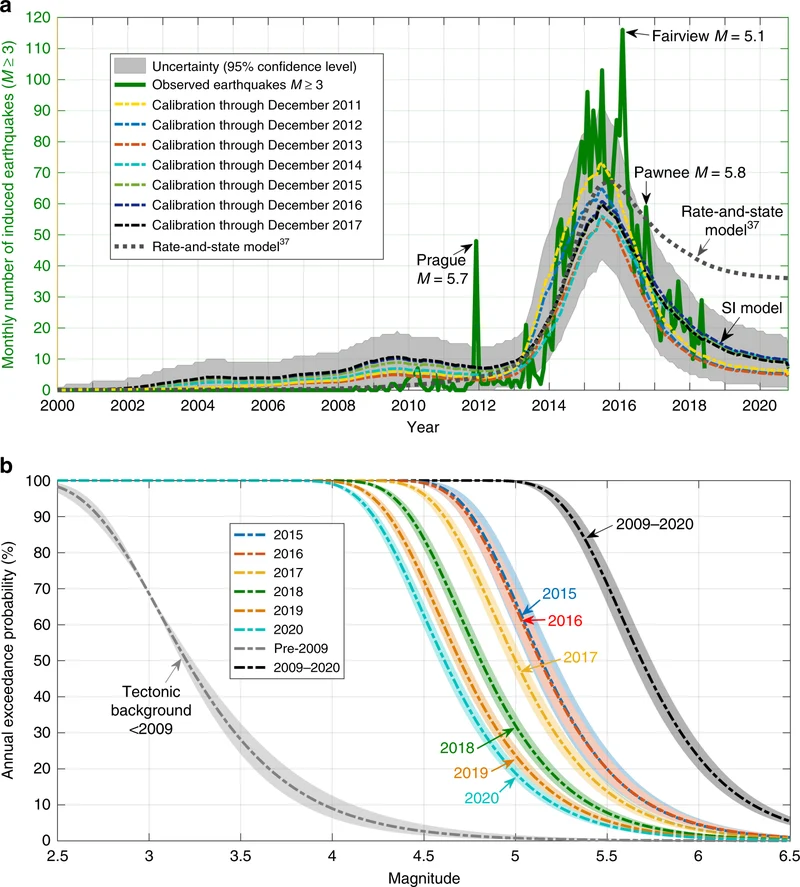 a
Monthly number of induced earthquakes (M ≥ 3)
120
110
100
90
80
70
60
50
40
30
20
10
0
Uncertainty (95% confidence level)
Observed earthquakes M ≥ 3
Calibration through December 2011
Calibration through December 2012
Calibration through December 2013
Calibration through December 2014
Calibration through December 2015
Calibration through December 2016
Calibration through December 2017
Rate-and-state model³⁷
Fairview M = 5.1
Pawnee M = 5.8
Rate-and-state
model³⁷
Prague
M = 5.7
SI model
2000 2002 2004 2006 2008 2010 2012 2014 2016 2018 2020
Year
b
Annual exceedance probability (%)
100
90
80
70
60
50
40
30
20
10
0
2015
2016
2017
2018
2019
2020
Pre-2009
2009–2020
2009–2020
2015
2016
2017
Tectonic
background
<2009
2018
2019
2020
2.5 3 3.5 4 4.5 5 5.5 6 6.5
Magnitude